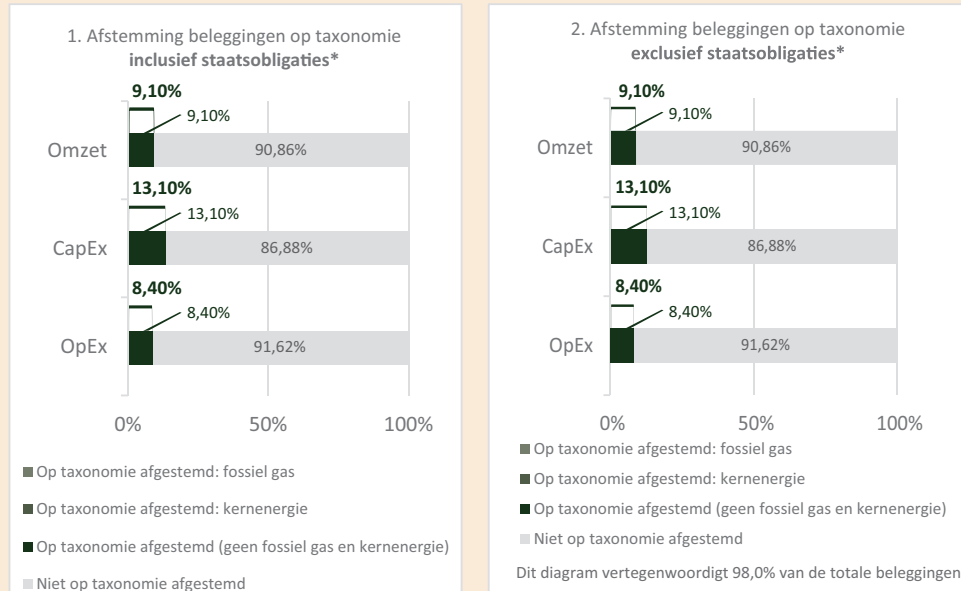 1. Afstemming beleggingen op taxonomie
inclusief staatsobligaties*
9,10%
9,10%
Omzet
90,86%
13,10%
13,10%
CapEx
86,88%
8,40%
8,40%
OpEx
91,62%
0%
50%
100%
Op taxonomie afgestemd: fossiel gas
Op taxonomie afgestemd: kernenergie
Op taxonomie afgestemd (geen fossiel gas en kernenergie)
Niet op taxonomie afgestemd
2. Afstemming beleggingen op taxonomie
exclusief staatsobligaties*
9,10%
9,10%
Omzet
90,86%
13,10%
13,10%
CapEx
86,88%
8,40%
8,40%
OpEx
91,62%
0%
50%
100%
Op taxonomie afgestemd: fossiel gas
Op taxonomie afgestemd: kernenergie
Op taxonomie afgestemd (geen fossiel gas en kernenergie)
Niet op taxonomie afgestemd
Dit diagram vertegenwoordigt 98,0% van de totale beleggingen